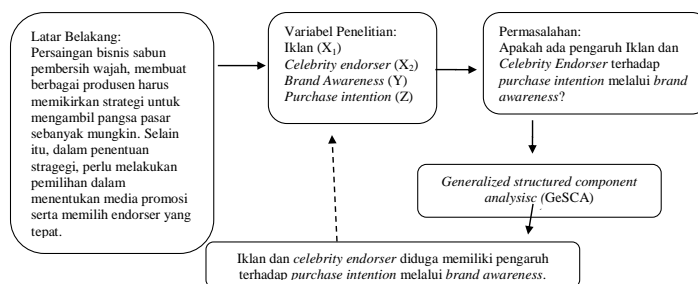 Latar Belakang:
Persaingan bisnis sabun
pembersih wajah, membuat
berbagai produsen harus
memikirkan strategi untuk
mengambil pangsa pasar
sebanyak mungkin. Selain
itu, dalam penentuan
stragegi, perlu melakukan
pemilihan dalam
menentukan media promosi
serta memilih endorser yang
tepat.
Variabel Penelitian:
Iklan (X₁)
Celebrity endorser (X₂)
Brand Awareness (Y)
Purchase intention (Z)
Permasalahan:
Apakah ada pengaruh Iklan dan
Celebrity Endorser terhadap
purchase intention melalui brand
awareness?
Generalized structured component
analysisc (GeSCA)
Iklan dan celebrity endorser diduga memiliki pengaruh
terhadap purchase intention melalui brand awareness.